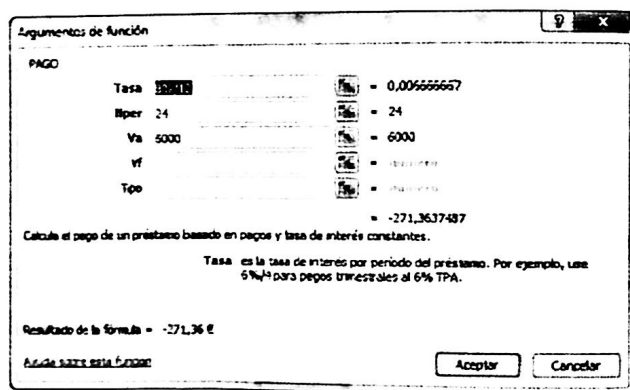 Argumentos de función
?
x
PAGO
Tasa = 0,006666667
Nper 24 = 24
Va 6000 = 6000
Vf =
Tipo =
= -271,3637487
Calcula el pago de un préstamo basado en pagos y tasa de interés constantes.
Tasa es la tasa de interés por período del préstamo. Por ejemplo, use
6%/4 para pagos trimestrales al 6% TPA.
Resultado de la fórmula = -271,36 €
Ayuda sobre esta función
Aceptar
Cancelar